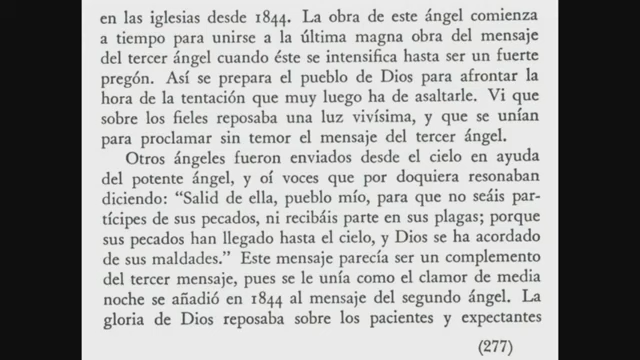 en las iglesias desde 1844. La obra de este ángel comienza
a tiempo para unirse a la última magna obra del mensaje
del tercer ángel cuando éste se intensifica hasta ser un fuerte
pregón. Así se prepara el pueblo de Dios para afrontar la
hora de la tentación que muy luego ha de asaltarle. Vi que
sobre los fieles reposaba una luz vivísima, y que se unían
para proclamar sin temor el mensaje del tercer ángel.
Otros ángeles fueron enviados desde el cielo en ayuda
del potente ángel, y oí voces que por doquiera resonaban
diciendo: “Salid de ella, pueblo mío, para que no seáis par-
tícipes de sus pecados, ni recibáis parte en sus plagas; porque
sus pecados han llegado hasta el cielo, y Dios se ha acordado
de sus maldades.” Este mensaje parecía ser un complemento
del tercer mensaje, pues se le unía como el clamor de media
noche se añadió en 1844 al mensaje del segundo ángel. La
gloria de Dios reposaba sobre los pacientes y expectantes
(277)